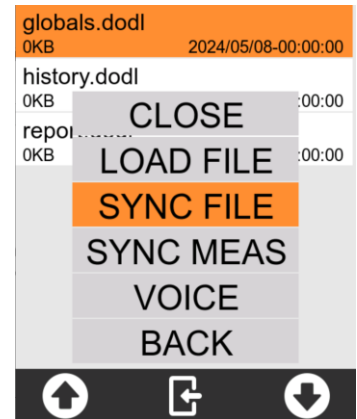 globals.dodl
0KB 2024/05/08-00:00:00
history.dodl
0KB :00:00
CLOSE
0KB :00:00
LOAD FILE
SYNC FILE
SYNC MEAS
VOICE
BACK